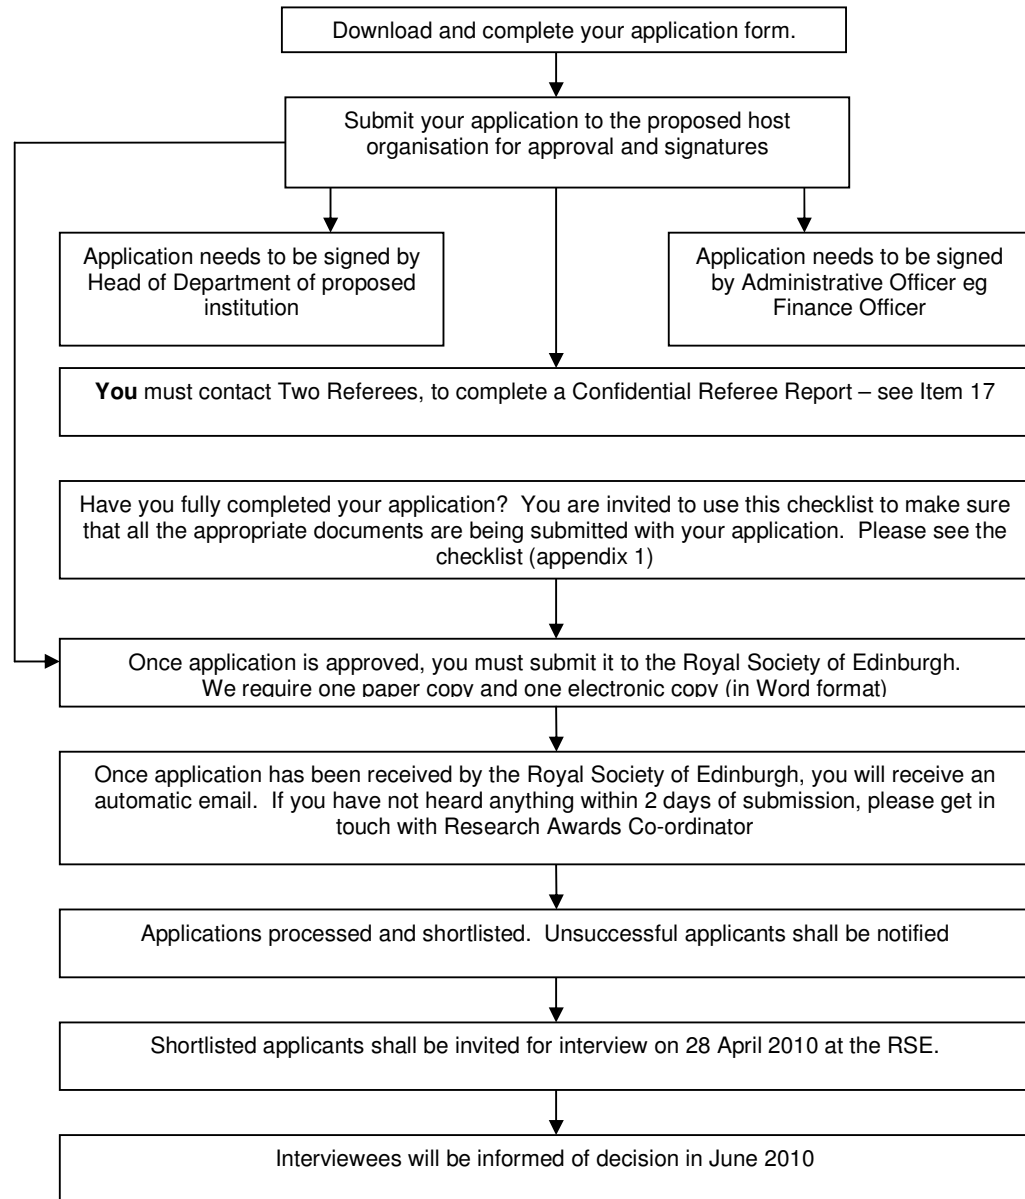 Download and complete your application form.
Submit your application to the proposed host
organisation for approval and signatures
Application needs to be signed by
Head of Department of proposed
institution
Application needs to be signed
by Administrative Officer eg
Finance Officer
You must contact Two Referees, to complete a Confidential Referee Report – see Item 17
Have you fully completed your application?  You are invited to use this checklist to make sure
that all the appropriate documents are being submitted with your application.  Please see the
checklist (appendix 1)
Once application is approved, you must submit it to the Royal Society of Edinburgh.
We require one paper copy and one electronic copy (in Word format)
Once application has been received by the Royal Society of Edinburgh, you will receive an
automatic email.  If you have not heard anything within 2 days of submission, please get in
touch with Research Awards Co-ordinator
Applications processed and shortlisted.  Unsuccessful applicants shall be notified
Shortlisted applicants shall be invited for interview on 28 April 2010 at the RSE.
Interviewees will be informed of decision in June 2010